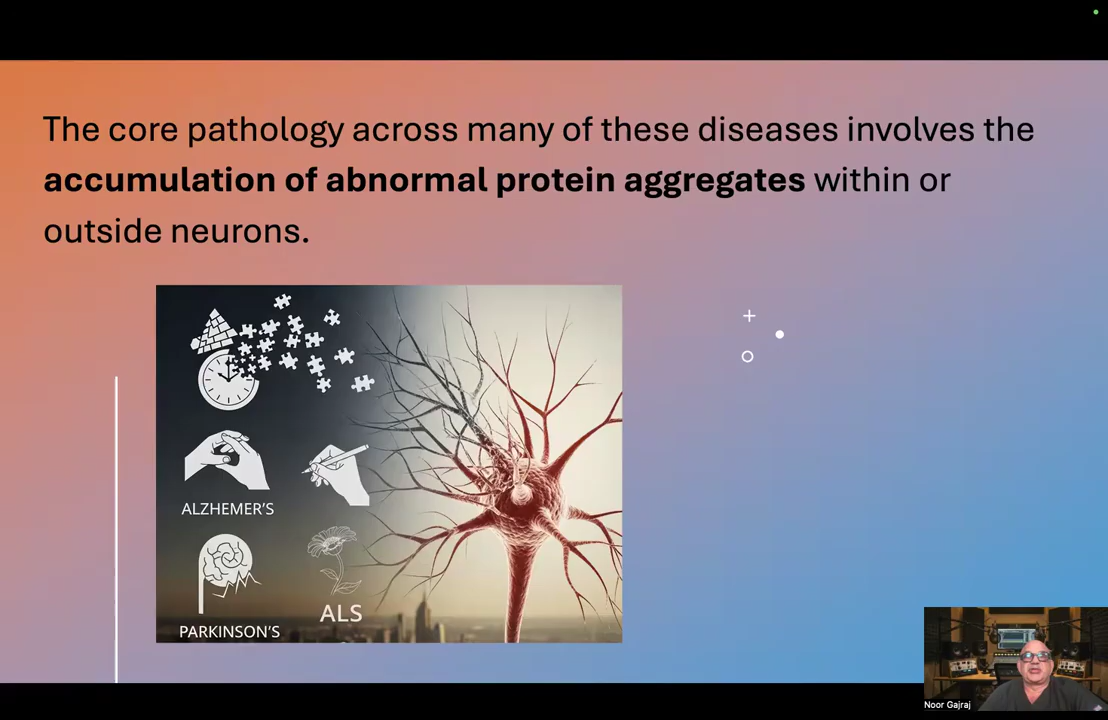 The core pathology across many of these diseases involves the
accumulation of abnormal protein aggregates within or
outside neurons.
ALZHEMER'S
PARKINSON'S
ALS
Noor Gajraj